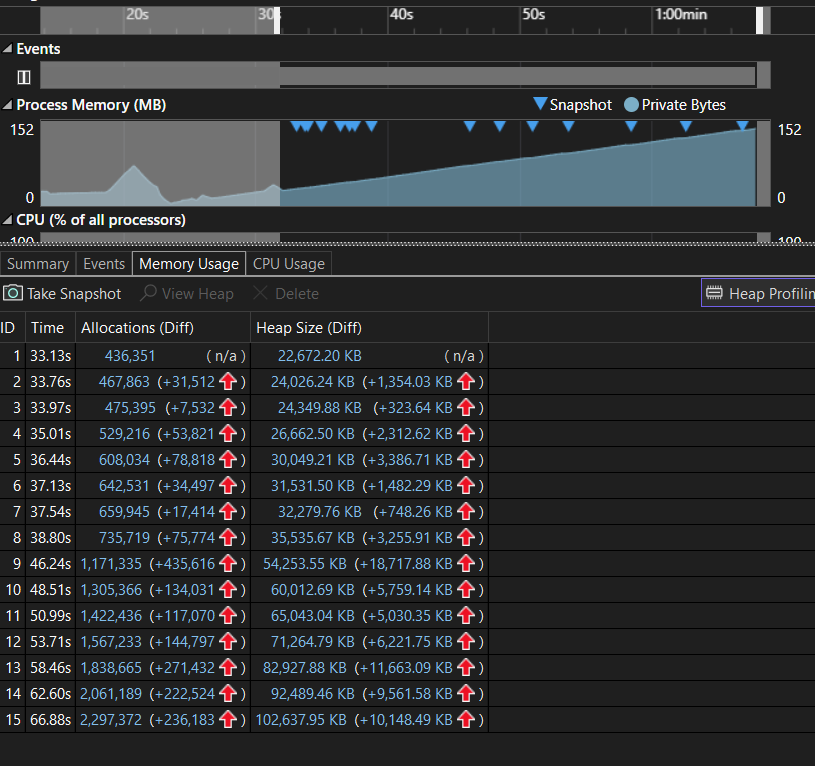 20s 30s 40s 50s 1:00min
Events
Process Memory (MB) Snapshot Private Bytes
152 152
0 0
CPU (% of all processors)
100 100
Summary Events Memory Usage CPU Usage
Take Snapshot View Heap Delete Heap Profilin
ID Time Allocations (Diff) Heap Size (Diff)
1 33.13s 436,351 ( n/a ) 22,672.20 KB ( n/a )
2 33.76s 467,863 (+31,512 ) 24,026.24 KB (+1,354.03 KB )
3 33.97s 475,395 (+7,532 ) 24,349.88 KB (+323.64 KB )
4 35.01s 529,216 (+53,821 ) 26,662.50 KB (+2,312.62 KB )
5 36.44s 608,034 (+78,818 ) 30,049.21 KB (+3,386.71 KB )
6 37.13s 642,531 (+34,497 ) 31,531.50 KB (+1,482.29 KB )
7 37.54s 659,945 (+17,414 ) 32,279.76 KB (+748.26 KB )
8 38.80s 735,719 (+75,774 ) 35,535.67 KB (+3,255.91 KB )
9 46.24s 1,171,335 (+435,616 ) 54,253.55 KB (+18,717.88 KB )
10 48.51s 1,305,366 (+134,031 ) 60,012.69 KB (+5,759.14 KB )
11 50.99s 1,422,436 (+117,070 ) 65,043.04 KB (+5,030.35 KB )
12 53.71s 1,567,233 (+144,797 ) 71,264.79 KB (+6,221.75 KB )
13 58.46s 1,838,665 (+271,432 ) 82,927.88 KB (+11,663.09 KB )
14 62.60s 2,061,189 (+222,524 ) 92,489.46 KB (+9,561.58 KB )
15 66.88s 2,297,372 (+236,183 ) 102,637.95 KB (+10,148.49 KB )